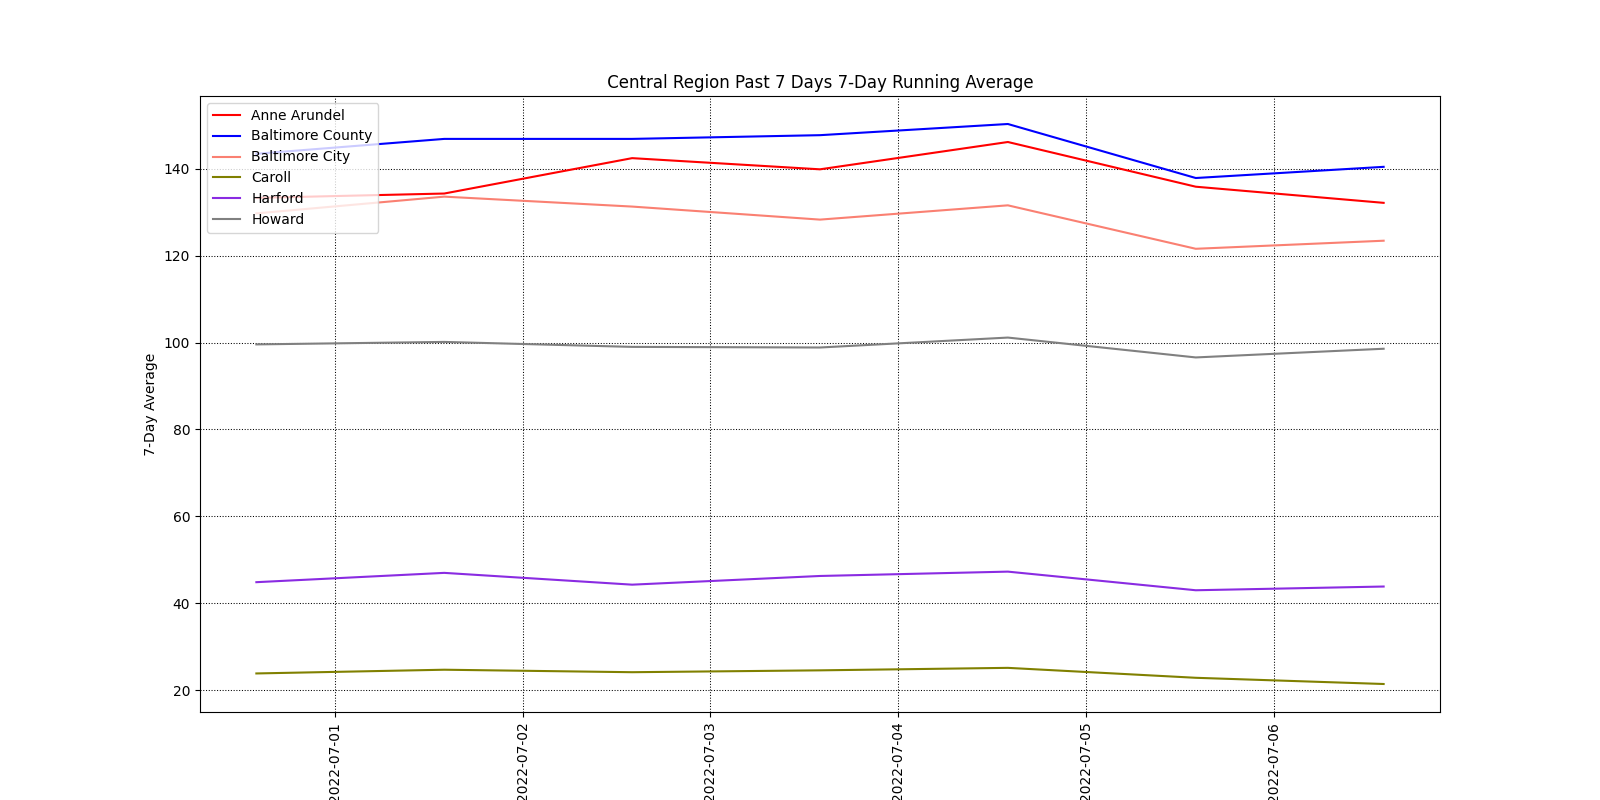 Central Region Past 7 Days 7-Day Running Average
Anne Arundel
Baltimore County
Baltimore City
Caroll
Harford
Howard
7-Day Average
140
120
100
80
60
40
20
2022-07-01
2022-07-02
2022-07-03
2022-07-04
2022-07-05
2022-07-06